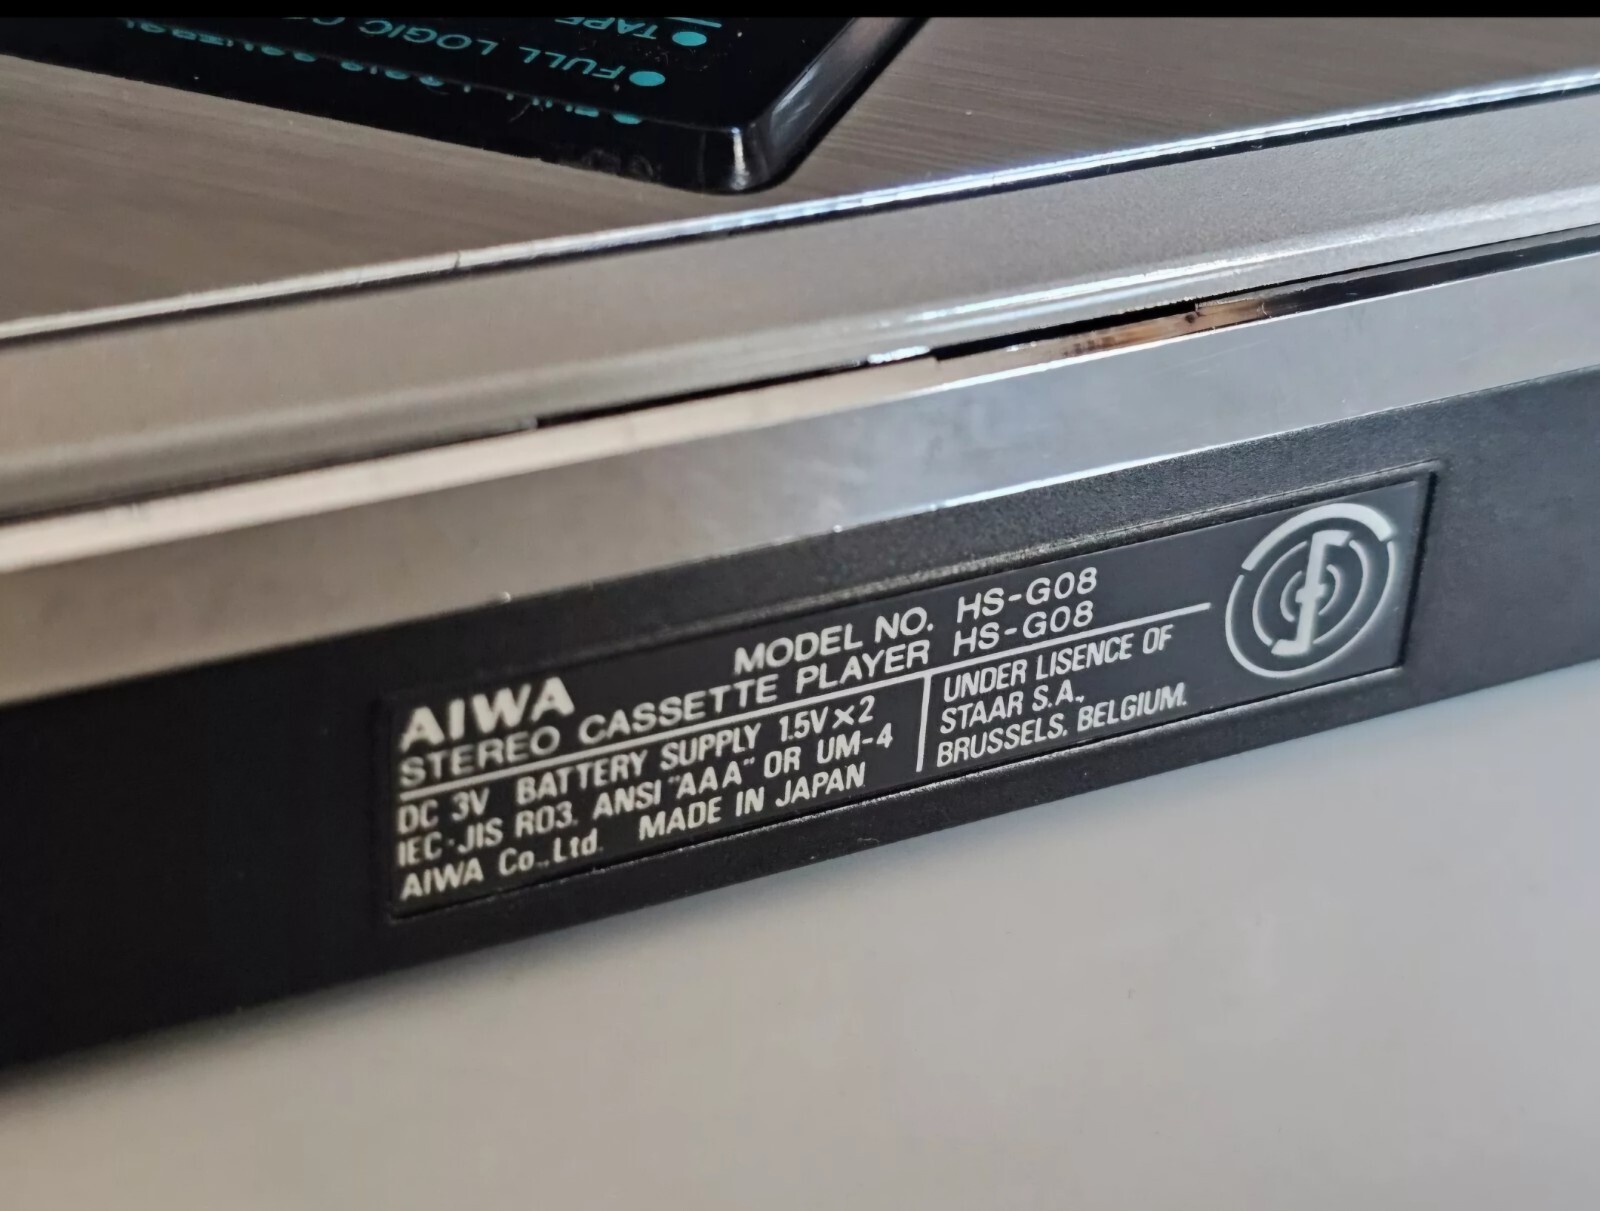 TAPE
FULL LOGIC
AIWA
MODEL NO. HS-G08
STEREO CASSETTE PLAYER HS-G08
DC 3V BATTERY SUPPLY 1.5V×2
IEC·JIS R03, ANSI "AAA" OR UM-4
AIWA Co., Ltd. MADE IN JAPAN
UNDER LISENCE OF
STAAR S.A.,
BRUSSELS, BELGIUM.